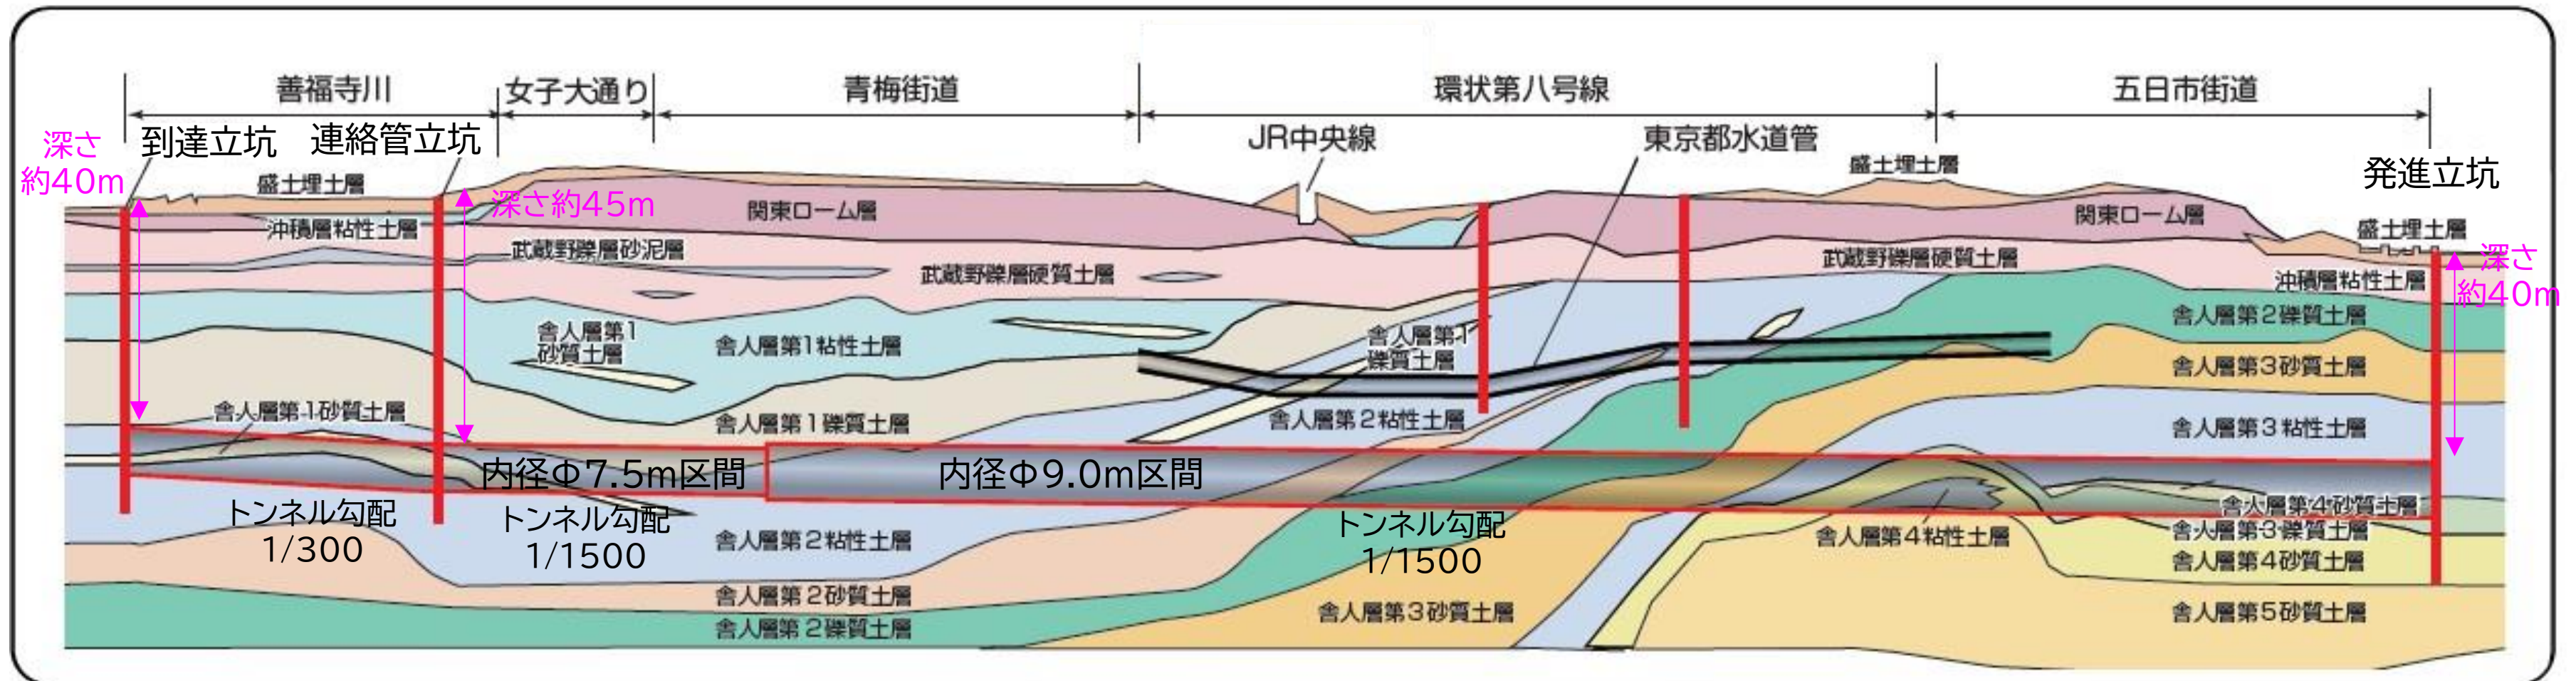 善福寺川
女子大通り
青梅街道
環状第八号線
五日市街道
深さ
約40m
到達立坑
連絡管立坑
JR中央線
東京都水道管
発進立坑
盛土埋土層
盛土埋土層
盛土埋土層
深さ約45m
関東ローム層
関東ローム層
沖積層粘性土層
武蔵野礫層砂泥層
武蔵野礫層硬質土層
武蔵野礫層硬質土層
沖積層粘性土層
深さ
約40m
舎人層第1
砂質土層
舎人層第1粘性土層
舎人層第1
礫質土層
舎人層第2礫質土層
舎人層第3砂質土層
舎人層第1砂質土層
舎人層第1礫質土層
舎人層第2粘性土層
舎人層第3粘性土層
内径Φ7.5m区間
内径Φ9.0m区間
トンネル勾配
1/300
トンネル勾配
1/1500
トンネル勾配
1/1500
舎人層第4砂質土層
舎人層第3礫質土層
舎人層第4粘性土層
舎人層第4砂質土層
舎人層第2粘性土層
舎人層第2砂質土層
舎人層第2礫質土層
舎人層第3砂質土層
舎人層第5砂質土層